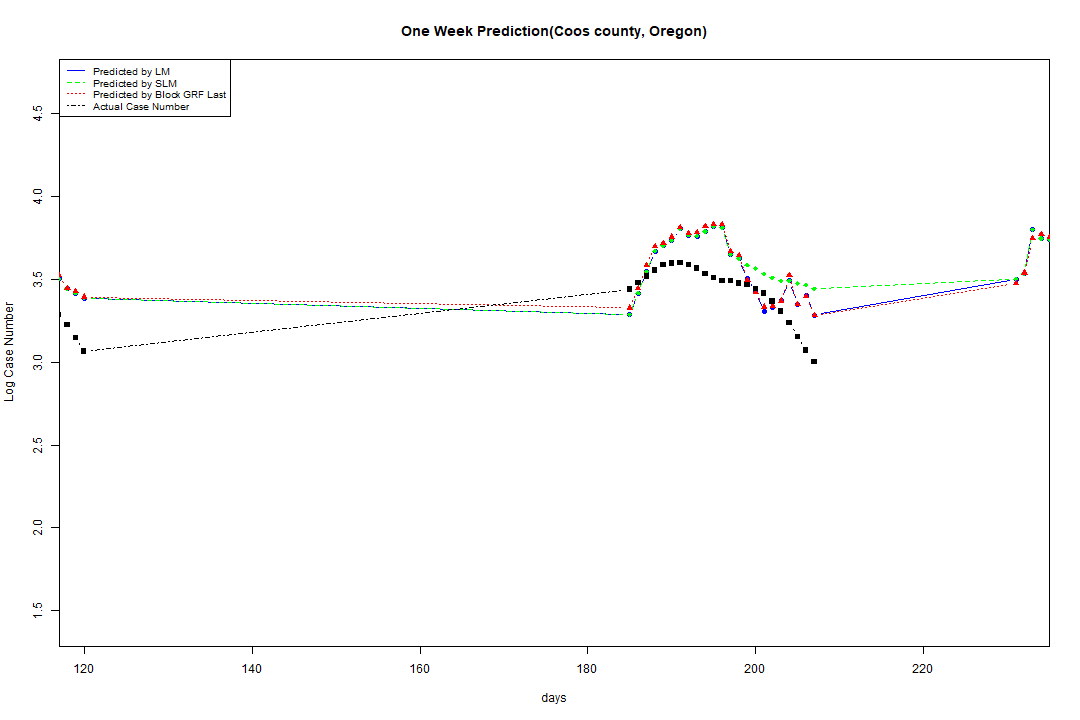 One Week Prediction(Coos county, Oregon)
Predicted by LM
Predicted by SLM
Predicted by Block GRF Last
Actual Case Number
4.5
4.0
3.5
3.0
2.5
2.0
1.5
Log Case Number
120 140 160 180 200 220
days